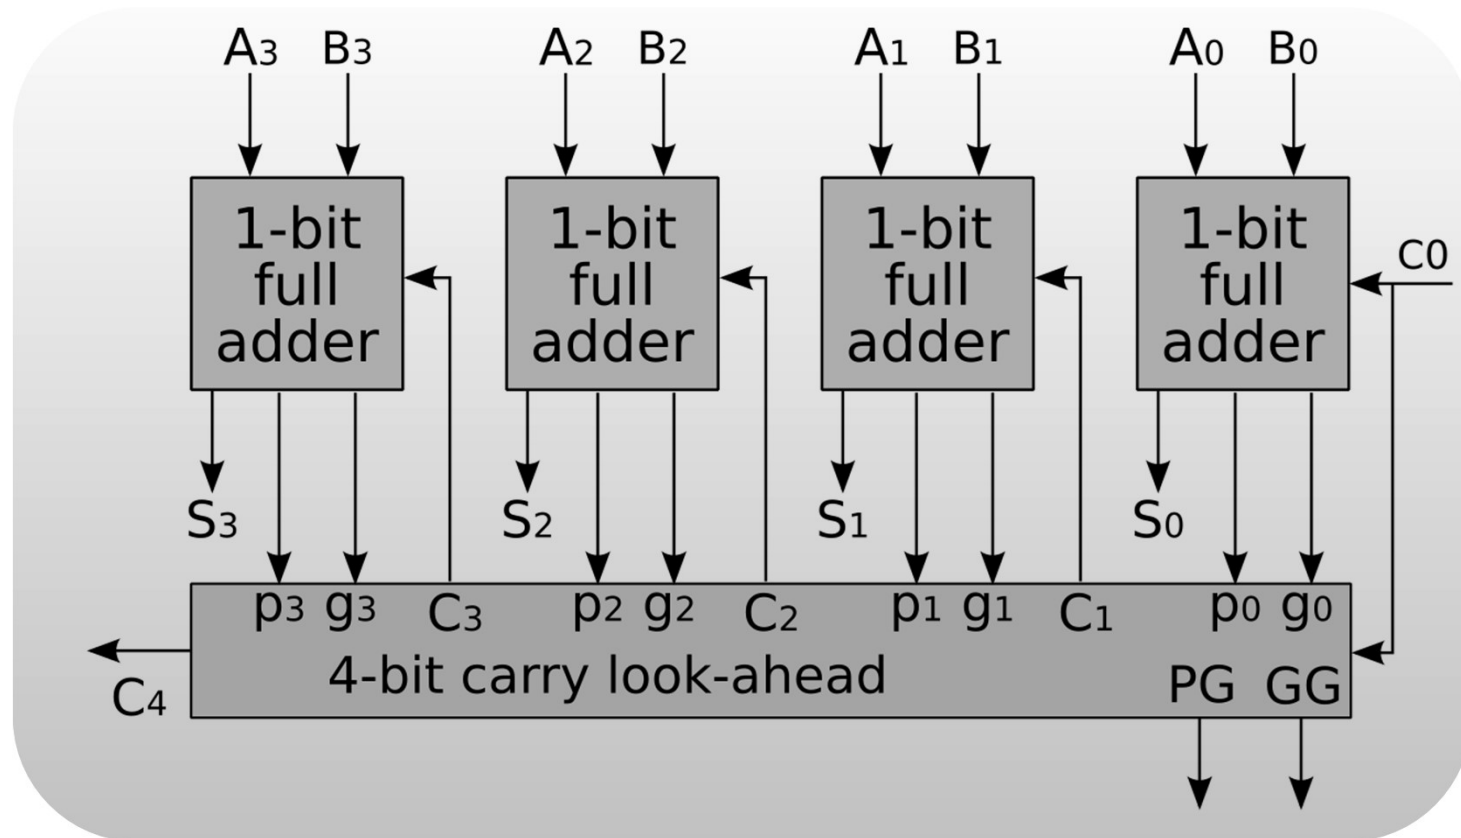 A3 B3 A2 B2 A1 B1 A0 B0
1-bit full adder
1-bit full adder
1-bit full adder
1-bit full adder
C0
S3 S2 S1 S0
p3 g3 C3 p2 g2 C2 p1 g1 C1 p0 g0
4-bit carry look-ahead
PG GG
C4